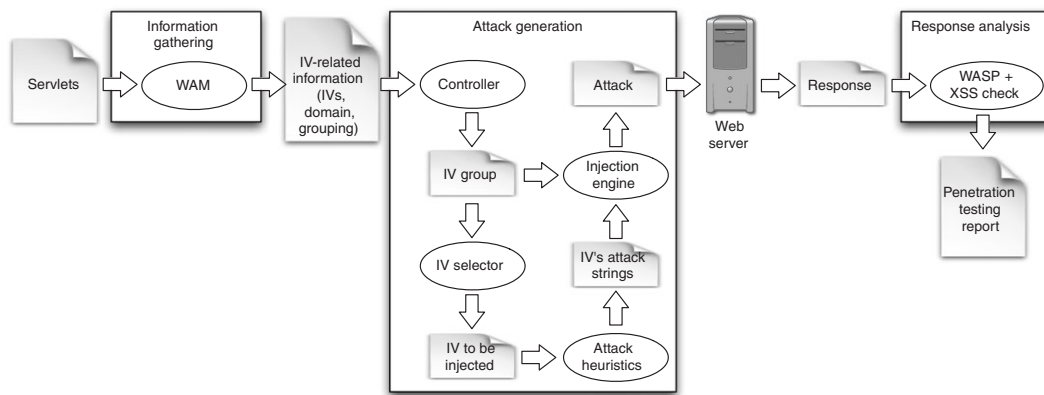 Information
gathering
Servlets
WAM
IV-related
information
(IVs,
domain,
grouping)
Attack generation
Controller
IV group
IV selector
IV to be
injected
Attack
heuristics
IV's attack
strings
Injection
engine
Attack
Web
server
Response
Response analysis
WASP +
XSS check
Penetration
testing
report